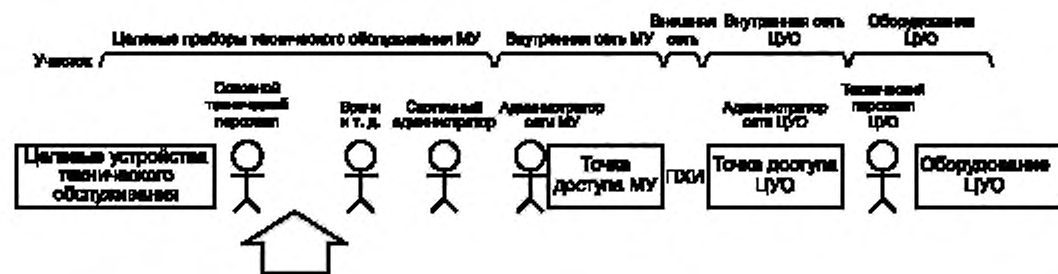 Внешняя Внутренняя сеть Оборудование
Целевые приборы технического обслуживания МУ Внутренняя сеть МУ сеть ЦУО ЦУО
Участок
Основной Технический
технический Врачи Системный Администратор Администратор персонал
персонал и т. д. администратор сети МУ сети ЦУО ЦУО
Целевые устройства
технического
обслуживания
Точка
доступа МУ
ПХИ
Точка доступа
ЦУО
Оборудование
ЦУО